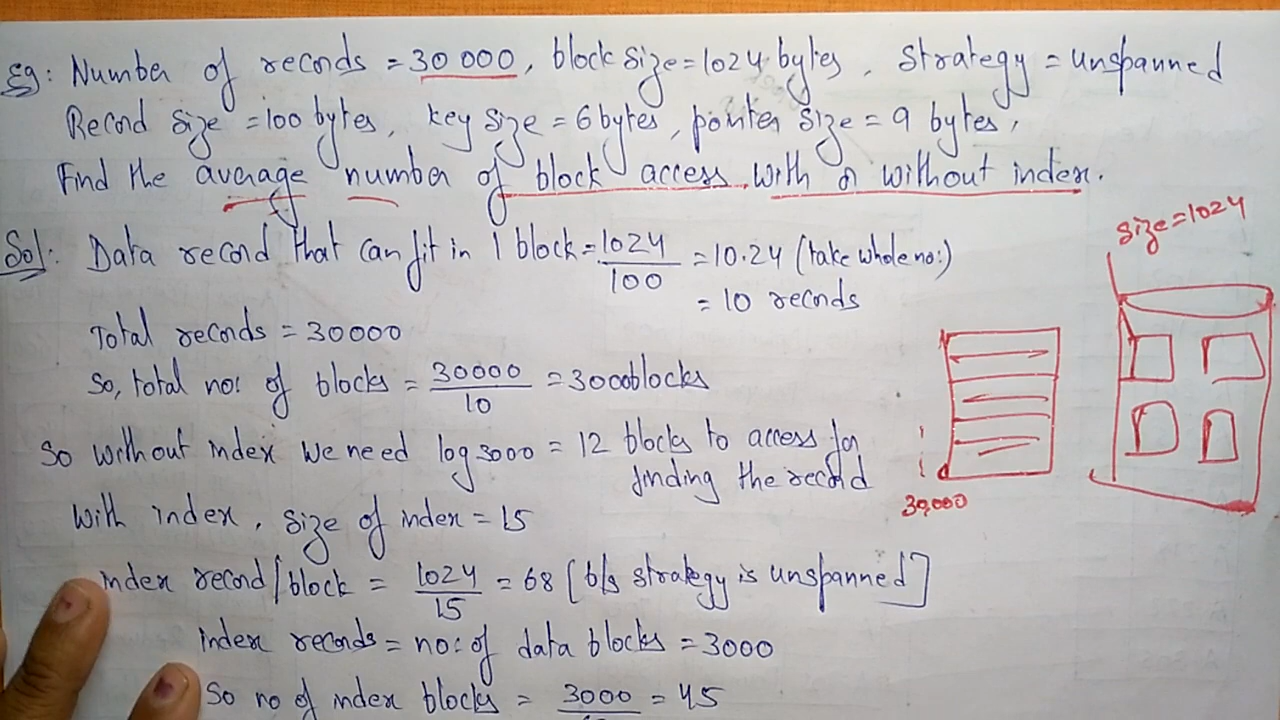 Eg: Number of records = 30 000, block size = 1024 bytes, Strategy = unspanned
Record size = 100 bytes, key size = 6 bytes, pointer size = 9 bytes,
Find the average number of block access with & without index.
Sol: Data record that can fit in 1 block = 1024/100 = 10.24 (take whole no:)
= 10 records
Total records = 30000
So, total no: of blocks = 30000/10 = 3000 blocks
So without index we need log 3000 = 12 blocks to access for
finding the record
With index, size of index = 15
index record/block = 1024/15 = 68 [b/s strategy is unspanned]
index records = no: of data blocks = 3000
So no of index blocks = 3000 = 45
size=1024
30,000